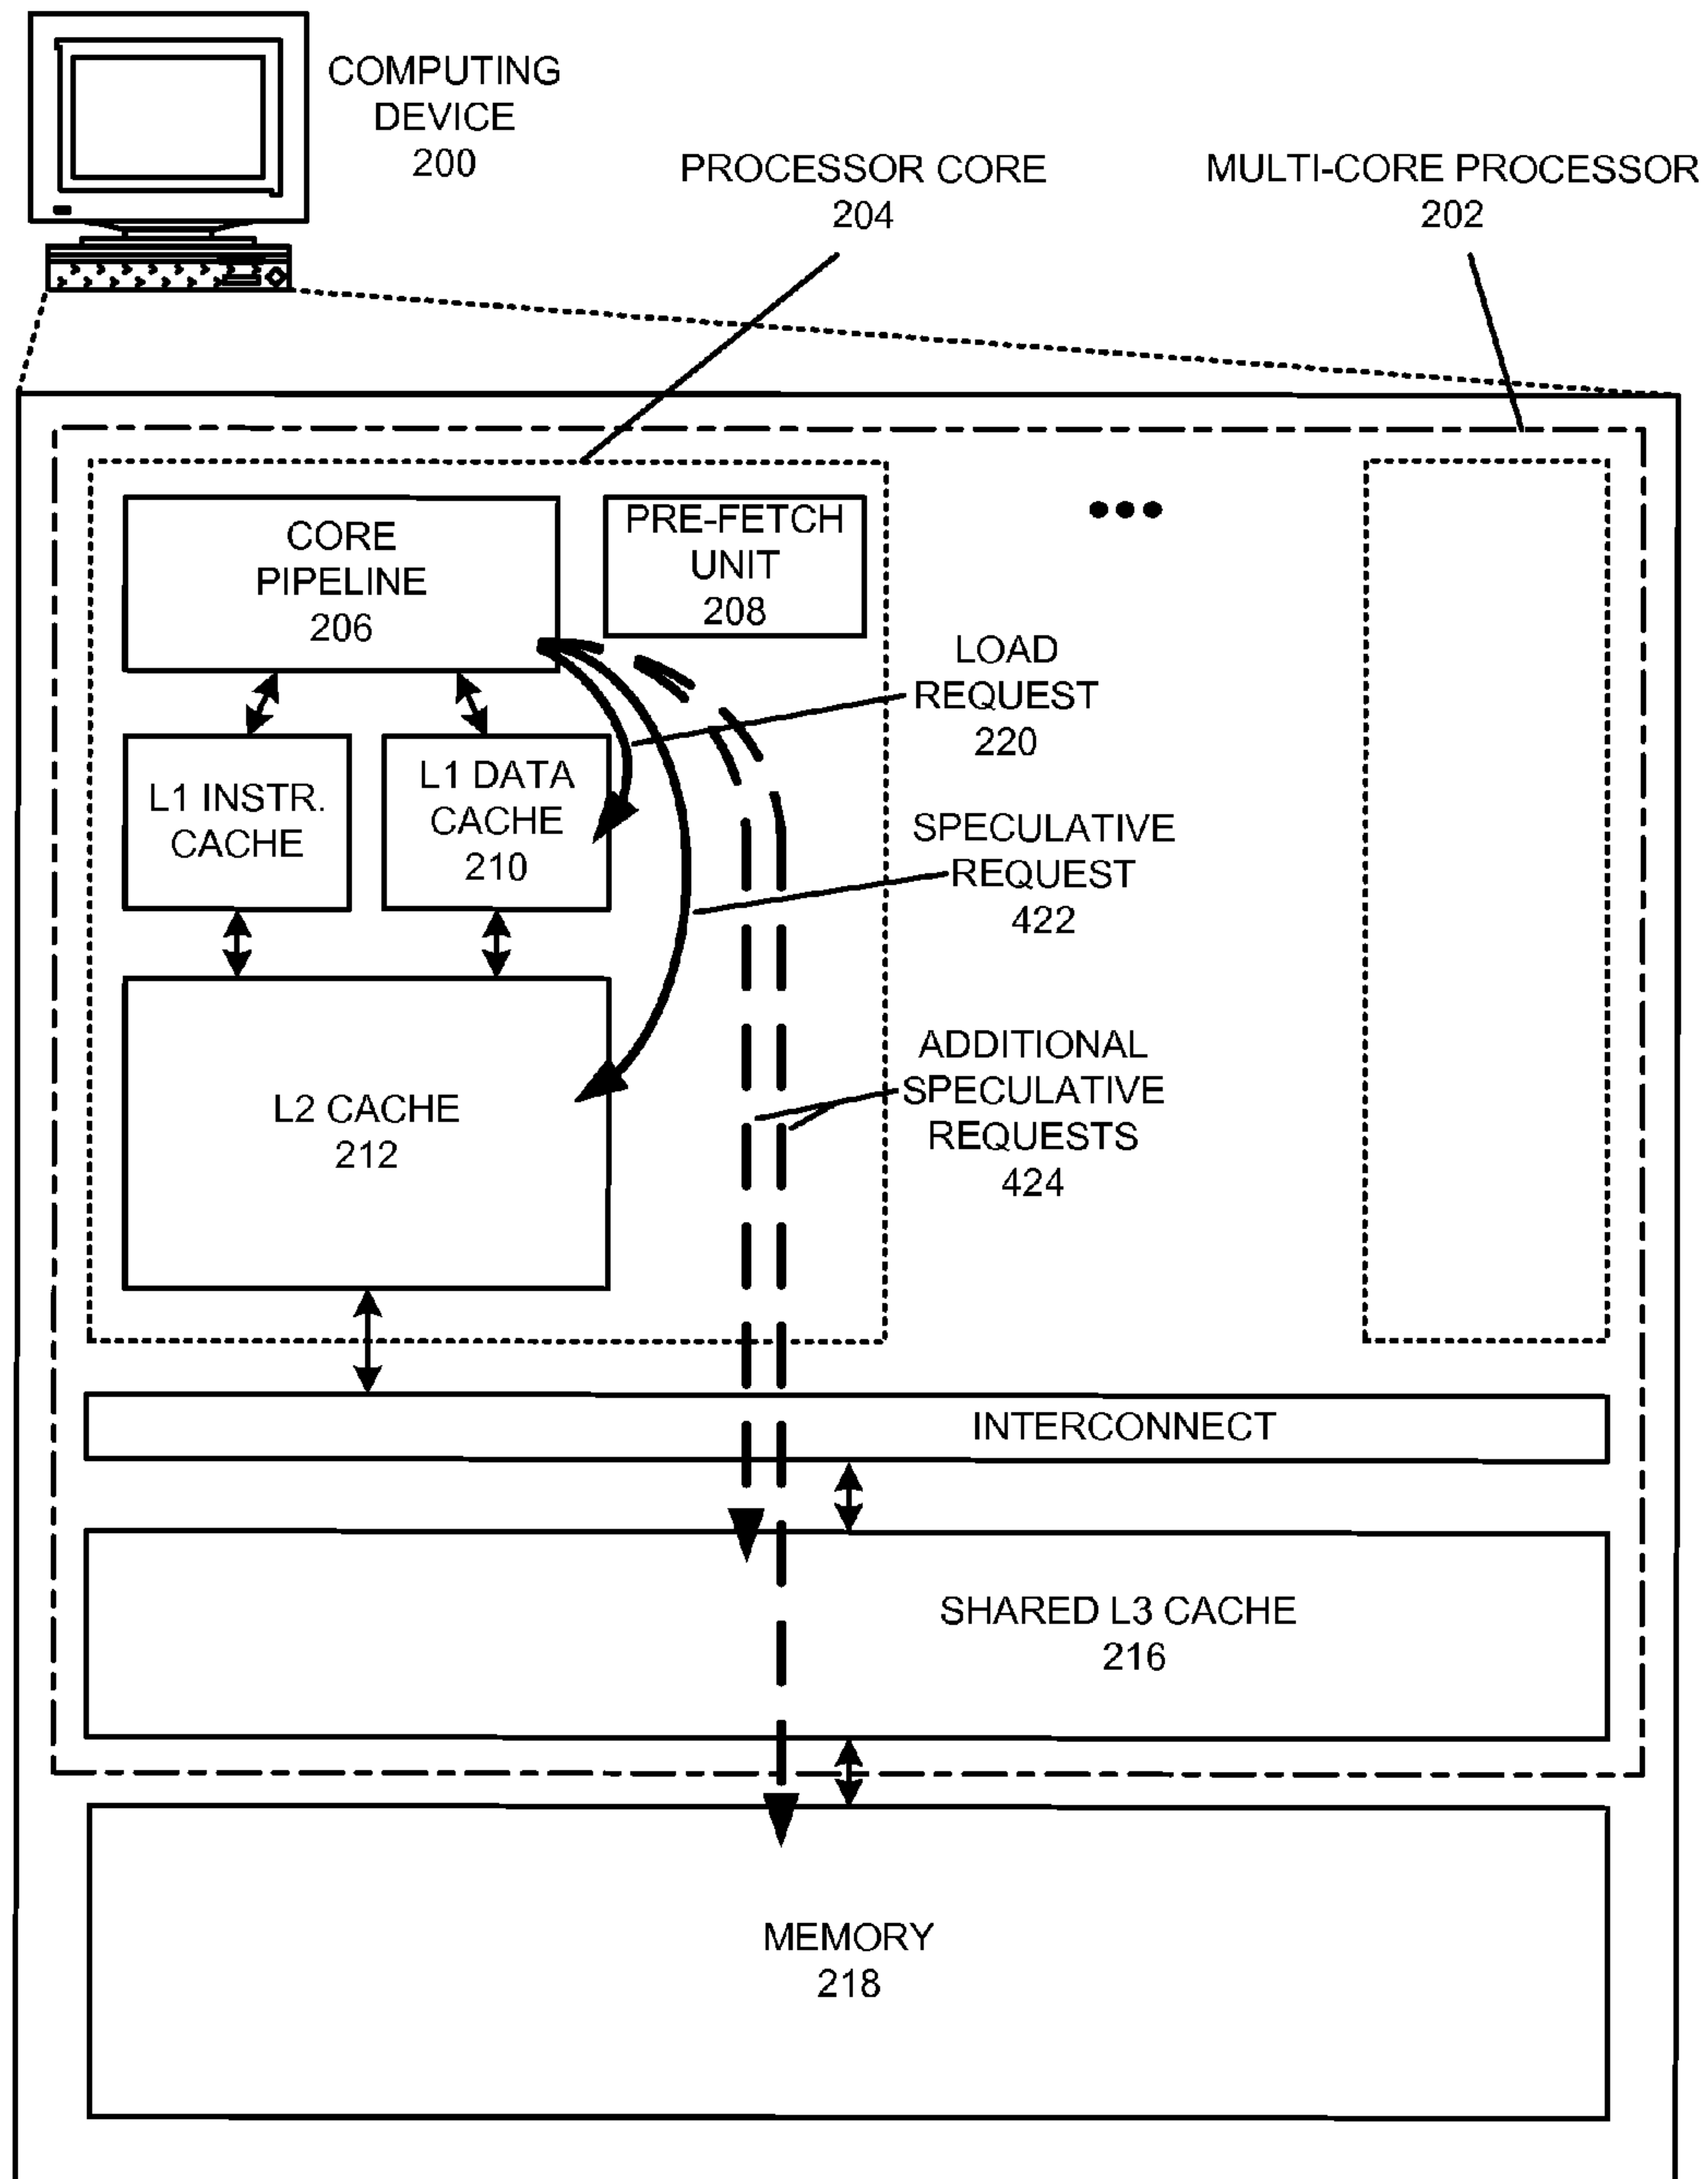 COMPUTING
DEVICE
200
PROCESSOR CORE
204
MULTI-CORE PROCESSOR
202
CORE
PIPELINE
206
PRE-FETCH
UNIT
208
LOAD
REQUEST
220
L1 INSTR.
CACHE
L1 DATA
CACHE
210
SPECULATIVE
REQUEST
422
L2 CACHE
212
ADDITIONAL
SPECULATIVE
REQUESTS
424
INTERCONNECT
SHARED L3 CACHE
216
MEMORY
218